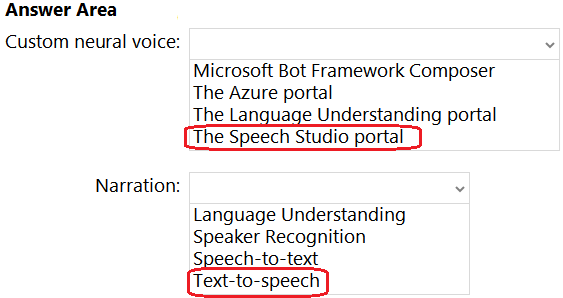 Answer Area
Custom neural voice:
Microsoft Bot Framework Composer
The Azure portal
The Language Understanding portal
The Speech Studio portal
Narration:
Language Understanding
Speaker Recognition
Speech-to-text
Text-to-speech